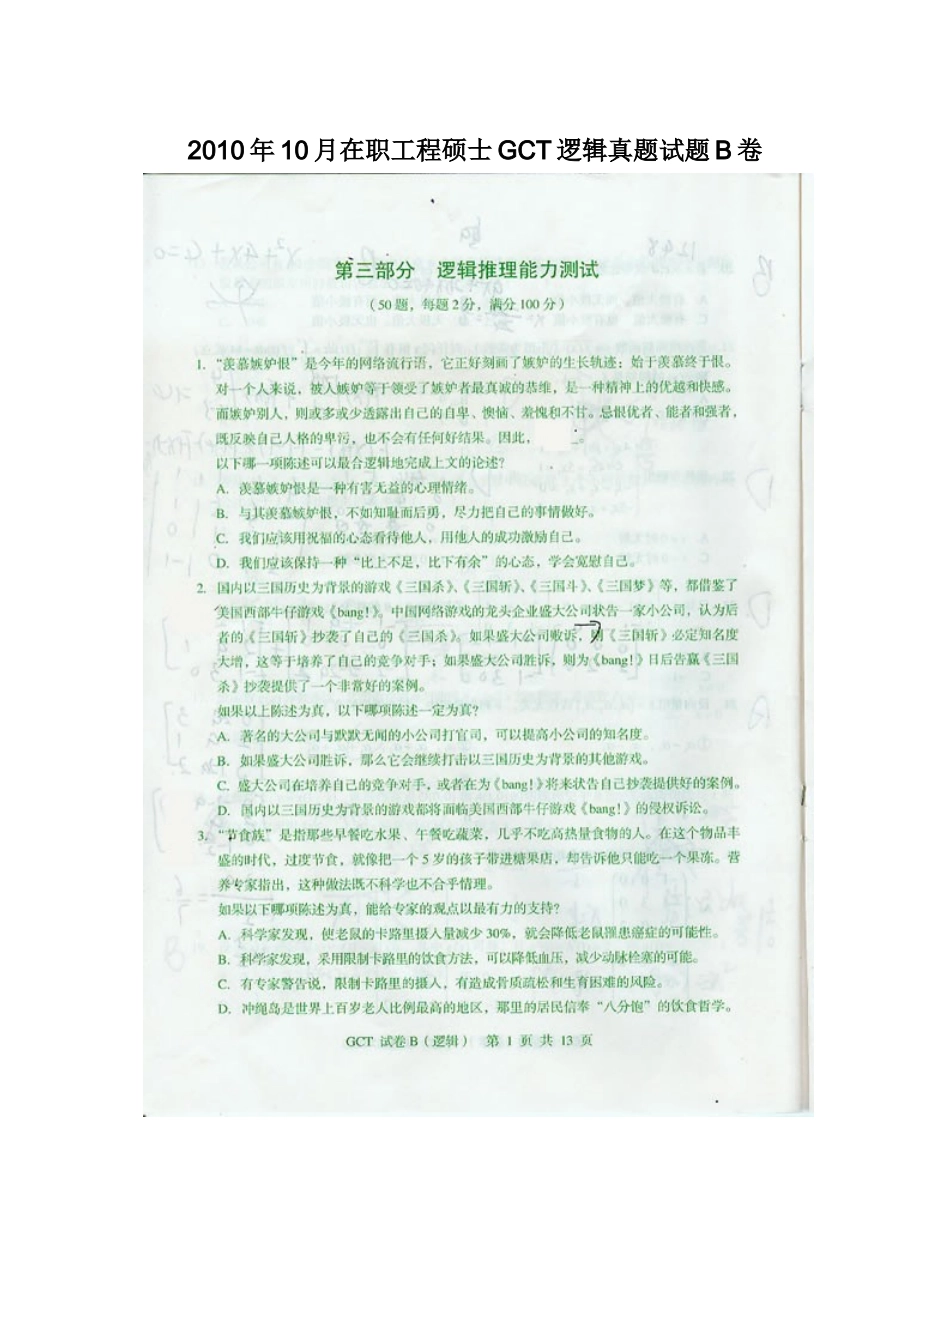 2010年10月在职工程硕士GCT逻辑真题试题B卷
第三部分 逻辑推理能力测试
（50题，每题2分，满分100分）
1. “羡慕嫉妒恨”是今年的网络流行语，它正好刻画了嫉妒的生长轨迹：始于羡慕终于恨。
对一个人来说，被人嫉妒等于领受了嫉妒者最真诚的恭维，是一种精神上的优越和快感。
而嫉妒别人，则或多或少透露出自己的自卑、懊恼、羞愧和不甘。忌恨优者、能者和强者，
既反映自己人格的卑污，也不会有任何好结果。因此，　　。
以下哪一项陈述可以最合逻辑地完成上文的论述？
A. 羡慕嫉妒恨是一种有害无益的心理情绪。
B. 与其羡慕嫉妒恨，不如知耻而后勇，尽力把自己的事情做好。
C. 我们应该用祝福的心态看待他人，用他人的成功激励自己。
D. 我们应该保持一种“比上不足，比下有余”的心态，学会宽慰自己。
2. 国内以三国历史为背景的游戏《三国杀》、《三国斩》、《三国斗》、《三国梦》等，都借鉴了
美国西部牛仔游戏《bang！》。中国网络游戏的龙头企业盛大公司状告一家小公司，认为后
者的《三国斩》抄袭了自己的《三国杀》。如果盛大公司败诉，则《三国斩》必定知名度
大增，这等于培养了自己的竞争对手；如果盛大公司胜诉，则为《bang！》日后告赢《三国
杀》抄袭提供了一个非常好的案例。
如果以上陈述为真，以下哪项陈述一定为真？
A. 著名的大公司与默默无闻的小公司打官司，可以提高小公司的知名度。
B. 如果盛大公司胜诉，那么它会继续打击以三国历史为背景的其他游戏。
C. 盛大公司在培养自己的竞争对手，或者在为《bang！》将来状告自己抄袭提供好的案例。
D. 国内以三国历史为背景的游戏都将面临美国西部牛仔游戏《bang！》的侵权诉讼。
3. “节食族”是指那些早餐吃水果、午餐吃蔬菜，几乎不吃高热量食物的人。在这个物品丰
盛的时代，过度节食，就像把一个5岁的孩子带进糖果店，却告诉他只能吃一个果冻。营
养专家指出，这种做法既不科学也不合乎情理。
如果以下哪项陈述为真，能给专家的观点以最有力的支持？
A. 科学家发现，使老鼠的卡路里摄入量减少30%，就会降低老鼠罹患癌症的可能性。
B. 科学家发现，采用限制卡路里的饮食方法，可以降低血压，减少动脉栓塞的可能。
C. 有专家警告说，限制卡路里的摄入，有造成骨质疏松和生育困难的风险。
D. 冲绳岛是世界上百岁老人比例最高的地区，那里的居民信奉“八分饱”的饮食哲学。
GCT 试卷B（逻辑） 第 1 页 共 13 页